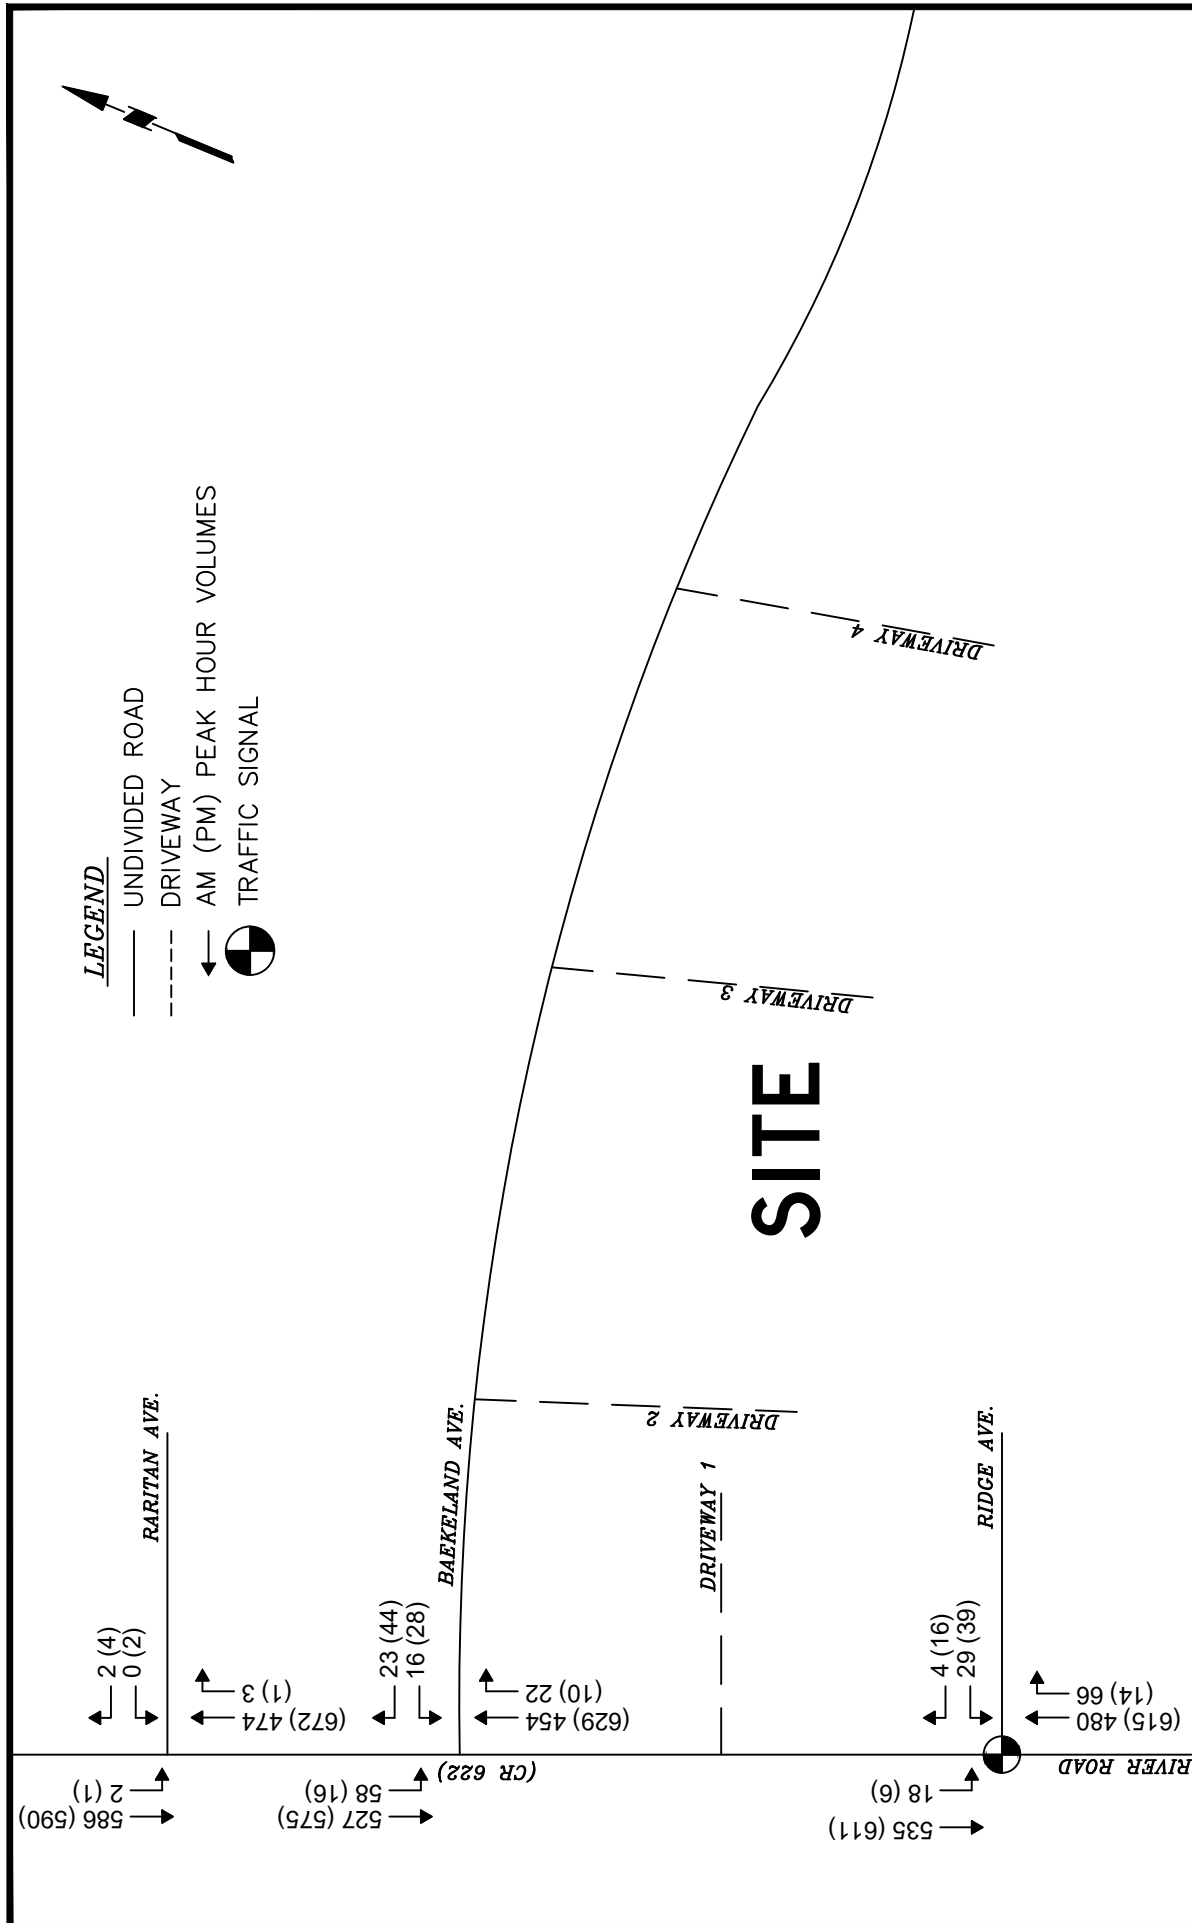 LEGEND
UNDIVIDED ROAD
DRIVEWAY
AM (PM) PEAK HOUR VOLUMES
TRAFFIC SIGNAL
RARITAN AVE.
2 (4)
0 (2)
(1) 3
(672) 474
2 (1)
586 (590)
BAEKELAND AVE.
23 (44)
16 (28)
(10) 22
(629) 454
58 (16)
527 (575)
(CR 622)
DRIVEWAY 1
DRIVEWAY 2
DRIVEWAY 3
DRIVEWAY 4
SITE
RIDGE AVE.
4 (16)
29 (39)
(14) 66
(615) 480
18 (6)
535 (611)
RIVER ROAD